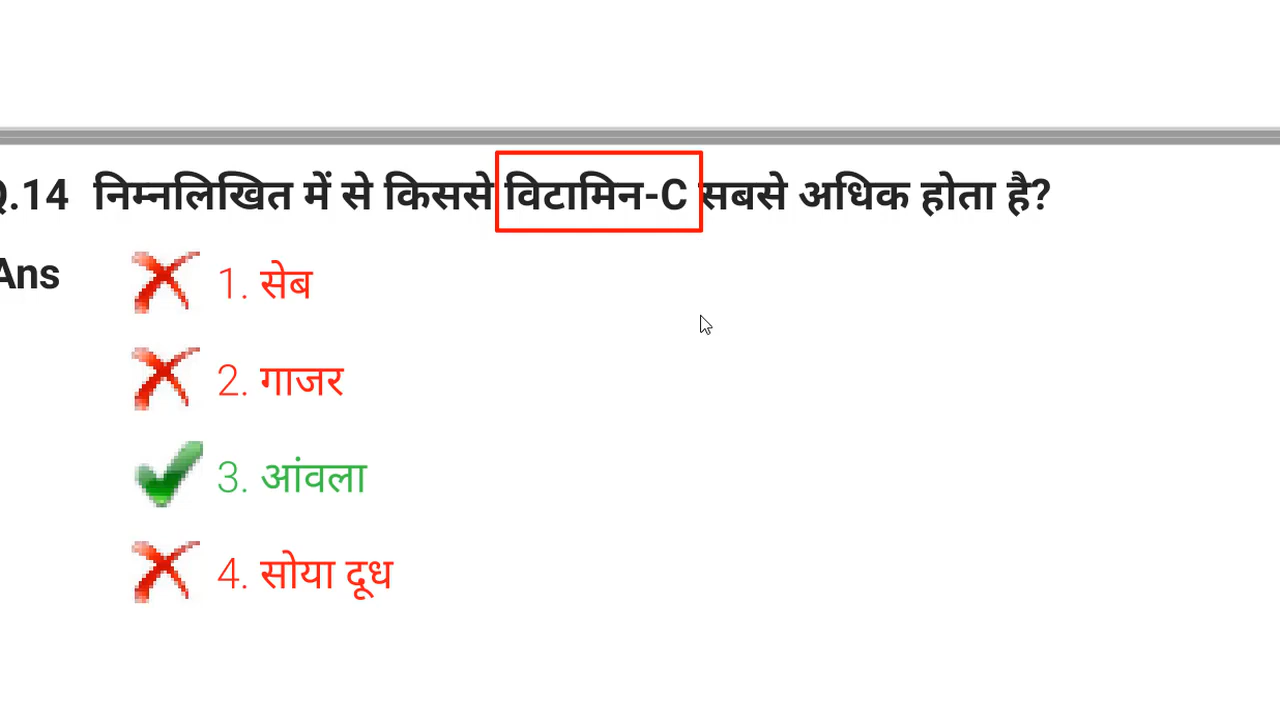 Q.14 निम्नलिखित में से किससे विटामिन-C सबसे अधिक होता है?
Ans 1. सेब
2. गाजर
3. आंवला
4. सोया दूध